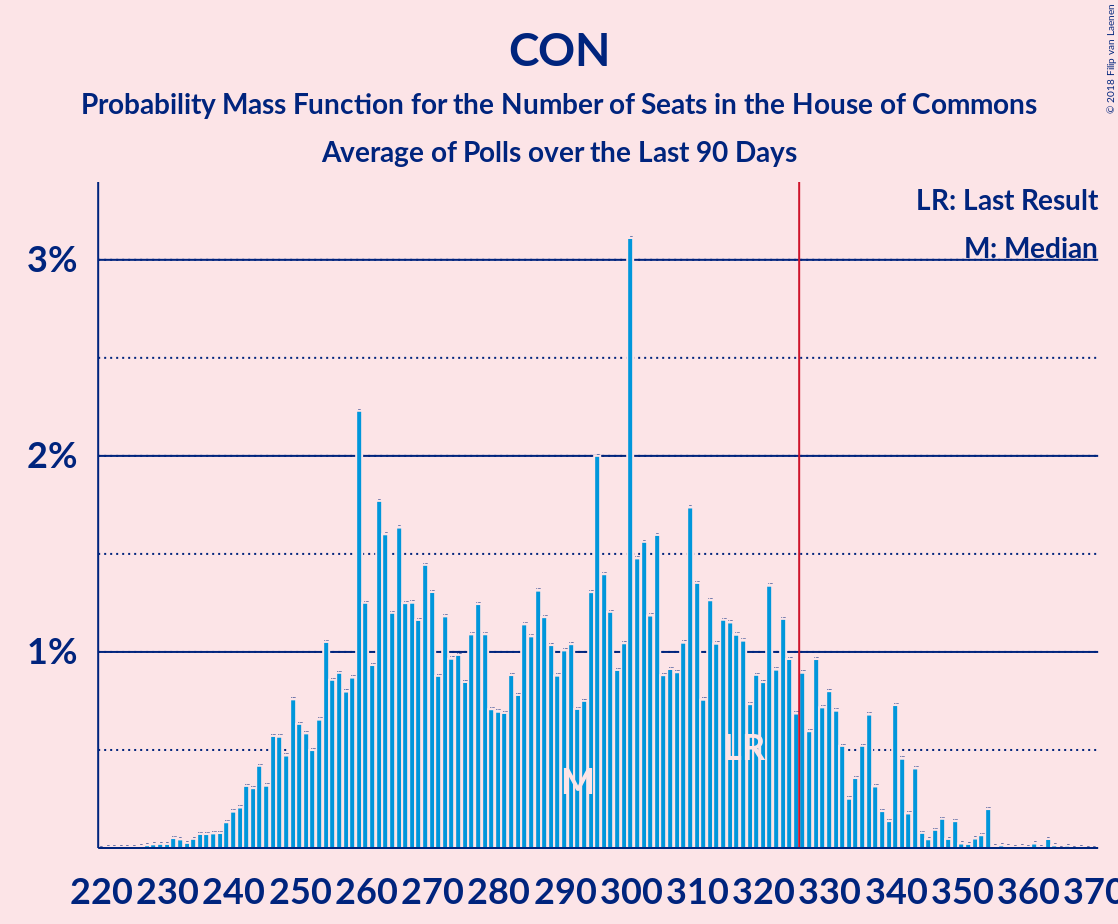 CON
Probability Mass Function for the Number of Seats in the House of Commons
Average of Polls over the Last 90 Days
© 2018 Filip van Laenen
LR: Last Result
M: Median
3%
2%
1%
LR
M
220 230 240 250 260 270 280 290 300 310 320 330 340 350 360 370